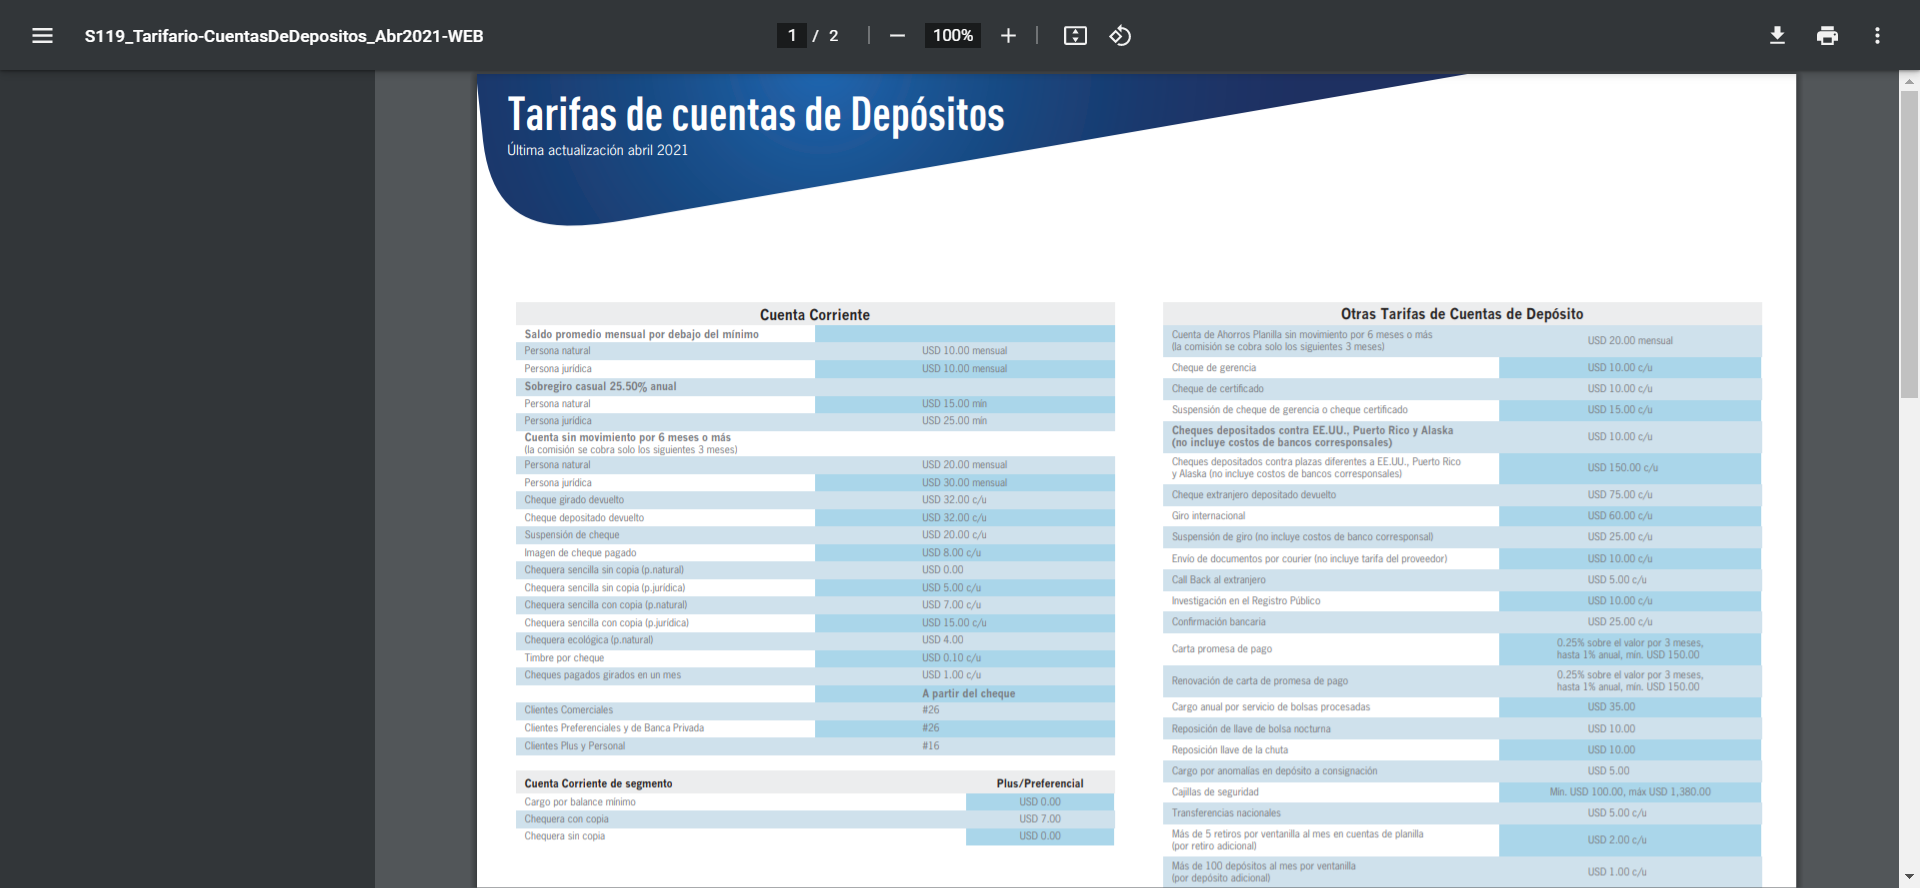 S119_Tarifario-CuentasDeDepositos_Abr2021-WEB
1 / 2
100%
Tarifas de cuentas de Depósitos
Última actualización abril 2021
Cuenta Corriente
Saldo promedio mensual por debajo del mínimo
Persona natural USD 10.00 mensual
Persona jurídica USD 10.00 mensual
Sobregiro casual 25.50% anual
Persona natural USD 15.00 min
Persona jurídica USD 25.00 min
Cuenta sin movimiento por 6 meses o más
(la comisión se cobra solo los siguientes 3 meses)
Persona natural USD 20.00 mensual
Persona jurídica USD 30.00 mensual
Cheque girado devuelto USD 32.00 c/u
Cheque depositado devuelto USD 32.00 c/u
Suspensión de cheque USD 20.00 c/u
Imagen de cheque pagado USD 8.00 c/u
Chequera sencilla sin copia (p.natural) USD 0.00
Chequera sencilla sin copia (p.jurídica) USD 5.00 c/u
Chequera sencilla con copia (p.natural) USD 7.00 c/u
Chequera sencilla con copia (p.jurídica) USD 15.00 c/u
Chequera ecológica (p.natural) USD 4.00
Timbre por cheque USD 0.10 c/u
Cheques pagados girados en un mes USD 1.00 c/u
A partir del cheque
Clientes Comerciales #26
Clientes Preferenciales y de Banca Privada #26
Clientes Plus y Personal #16
Cuenta Corriente de segmento Plus/Preferencial
Cargo por balance mínimo USD 0.00
Chequera con copia USD 7.00
Chequera sin copia USD 0.00
Otras Tarifas de Cuentas de Depósito
Cuenta de Ahorros Planilla sin movimiento por 6 meses o más
(la comisión se cobra solo los siguientes 3 meses) USD 20.00 mensual
Cheque de gerencia USD 10.00 c/u
Cheque de certificado USD 10.00 c/u
Suspensión de cheque de gerencia o cheque certificado USD 15.00 c/u
Cheques depositados contra EE.UU., Puerto Rico y Alaska
(no incluye costos de bancos corresponsales) USD 10.00 c/u
Cheques depositados contra plazas diferentes a EE.UU., Puerto Rico
y Alaska (no incluye costos de bancos corresponsales) USD 150.00 c/u
Cheque extranjero depositado devuelto USD 75.00 c/u
Giro internacional USD 60.00 c/u
Suspensión de giro (no incluye costos de banco corresponsal) USD 25.00 c/u
Envío de documentos por courier (no incluye tarifa del proveedor) USD 10.00 c/u
Call Back al extranjero USD 5.00 c/u
Investigación en el Registro Público USD 10.00 c/u
Confirmación bancaria USD 25.00 c/u
Carta promesa de pago 0.25% sobre el valor por 3 meses,
hasta 1% anual, mín. USD 150.00
Renovación de carta de promesa de pago 0.25% sobre el valor por 3 meses,
hasta 1% anual, mín. USD 150.00
Cargo anual por servicio de bolsas procesadas USD 35.00
Reposición de llave de bolsa nocturna USD 10.00
Reposición llave de la chuta USD 10.00
Cargo por anomalías en depósito a consignación USD 5.00
Cajillas de seguridad Min. USD 100.00, máx USD 1,380.00
Transferencias nacionales USD 5.00 c/u
Más de 5 retiros por ventanilla al mes en cuentas de planilla
(por retiro adicional) USD 2.00 c/u
Más de 100 depósitos al mes por ventanilla
(por depósito adicional) USD 1.00 c/u